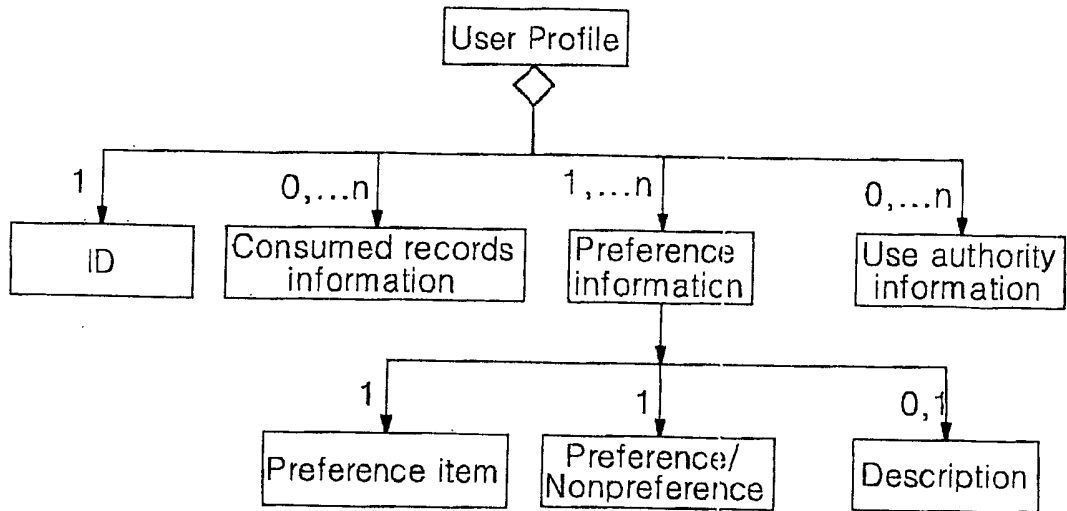 User Profile
1
0,...n
1,...n
0,...n
ID
Consumed records
information
Preference
information
Use authority
information
1
1
0,1
Preference item
Preference/
Nonpreference
Description